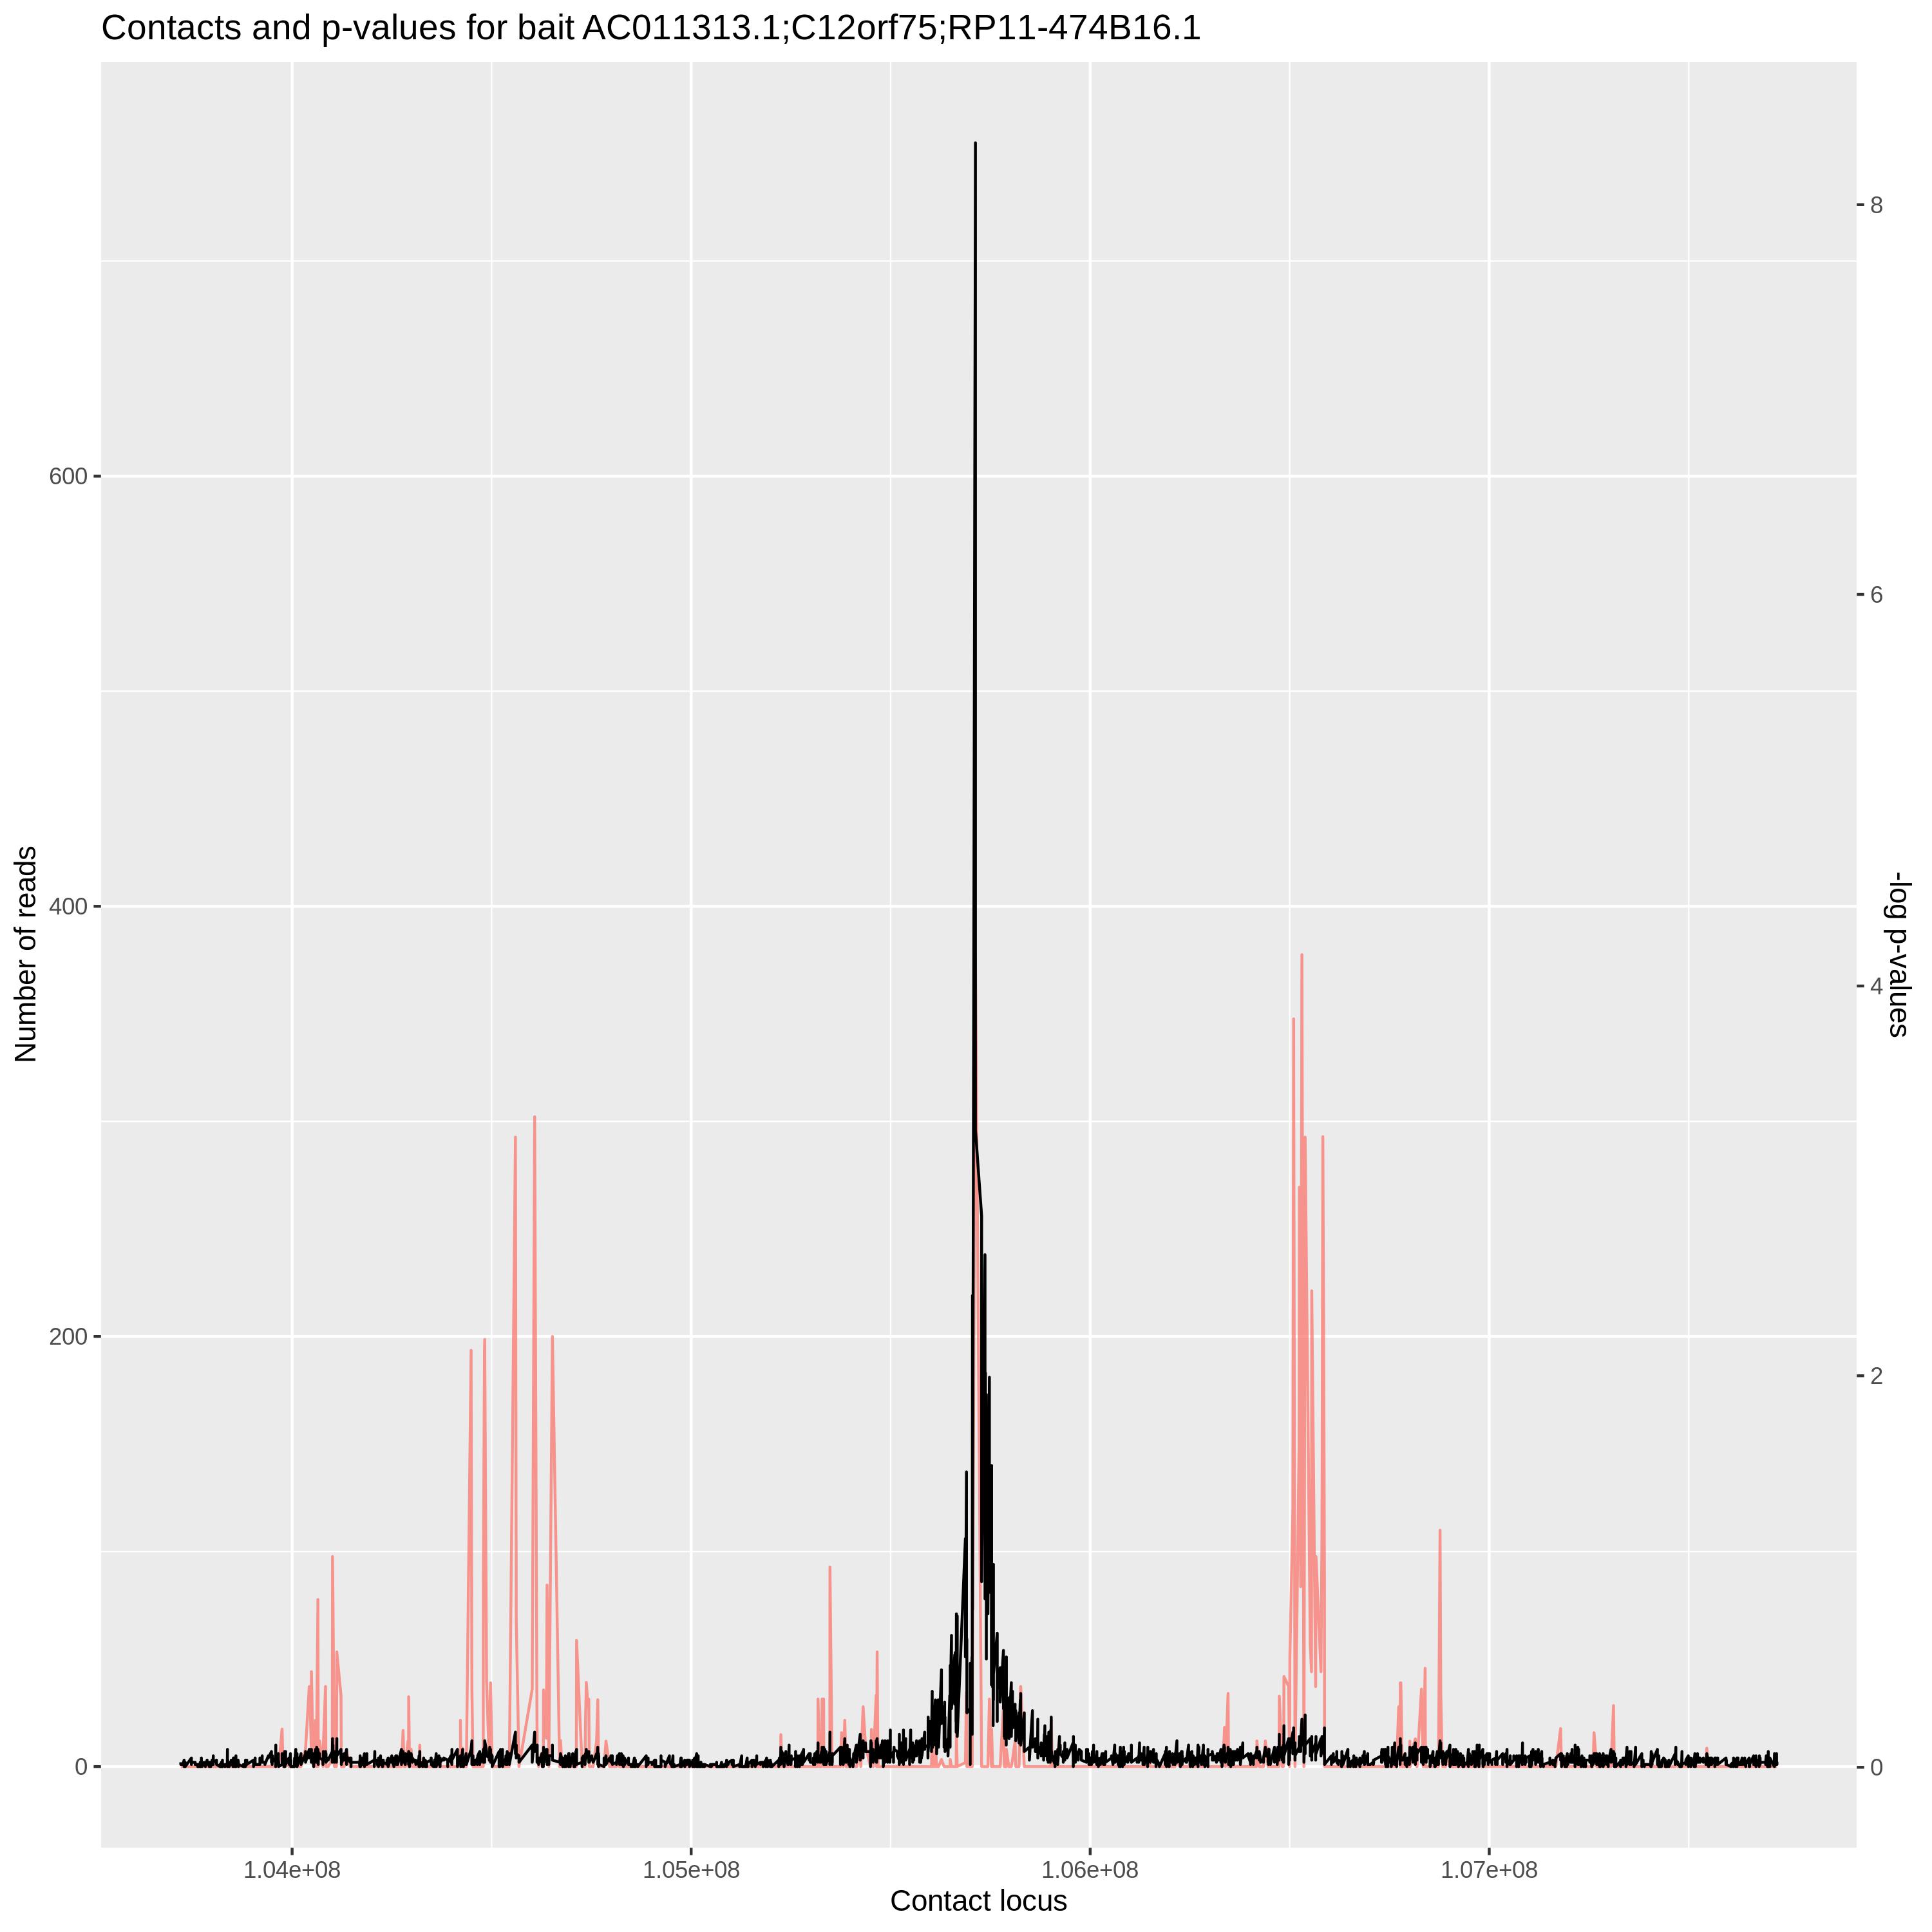 Contacts and p-values for bait AC011313.1;C12orf75;RP11-474B16.1
8
600
6
400
Number of reads
-log p-values
4
200
2
0
0
1.04e+08
1.05e+08
1.06e+08
1.07e+08
Contact locus